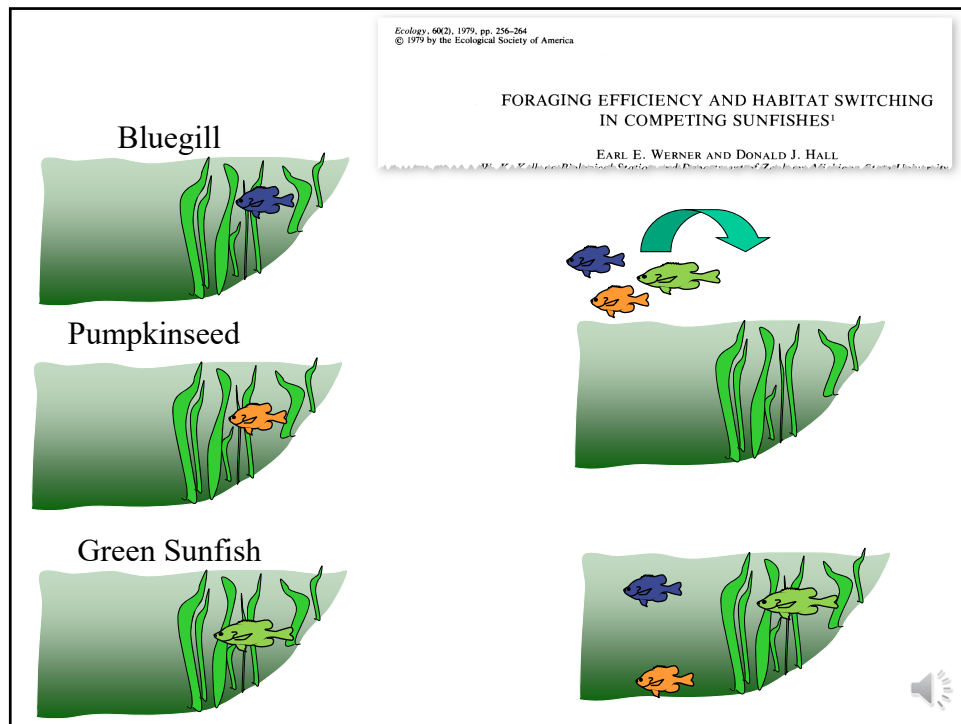 Ecology, 60(2), 1979, pp. 256–264
© 1979 by the Ecological Society of America
FORAGING EFFICIENCY AND HABITAT SWITCHING
IN COMPETING SUNFISHES¹
EARL E. WERNER AND DONALD J. HALL
Bluegill
Pumpkinseed
Green Sunfish